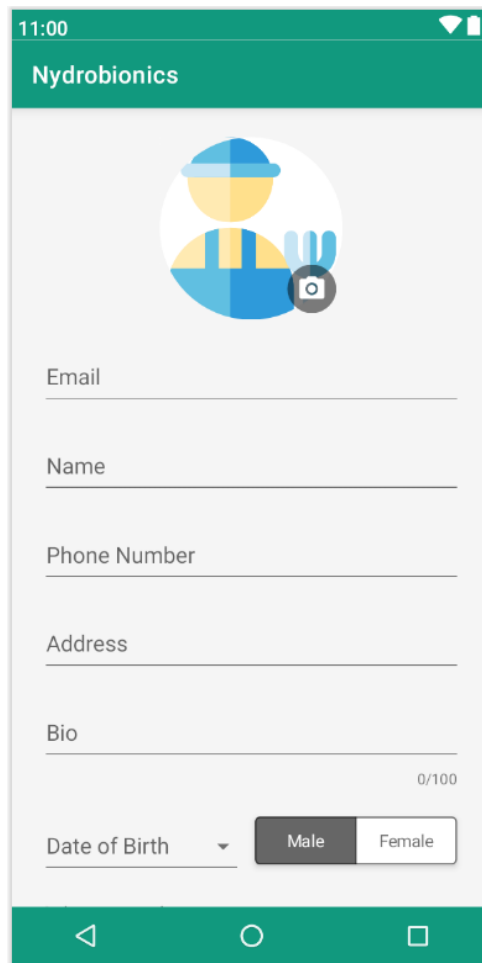 11:00
Nydrobionics
Email
Name
Phone Number
Address
Bio
0/100
Date of Birth
Male Female